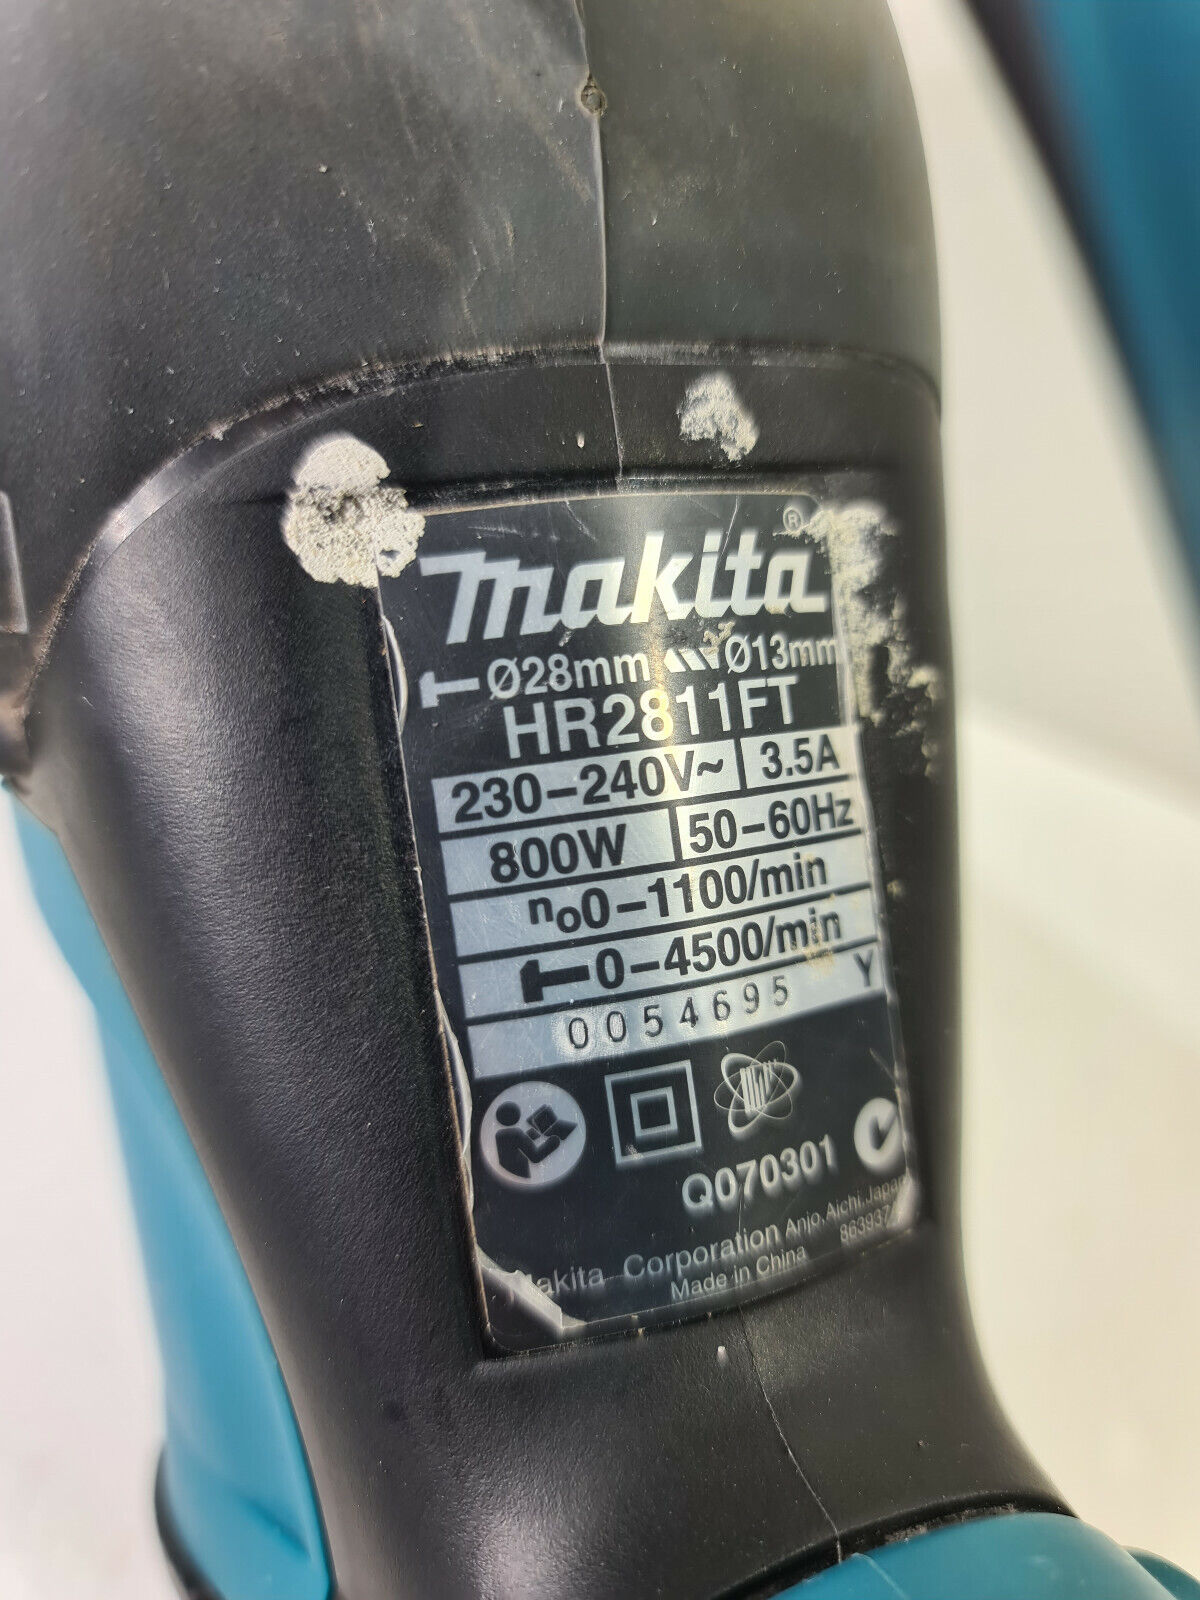 makita®
Ø28mm Ø13mm
HR2811FT
230–240V~ 3.5A
800W 50–60Hz
no0–1100/min
0–4500/min
0054695 Y
Q070301
Makita Corporation Anjo,Aichi,Japan
Made in China